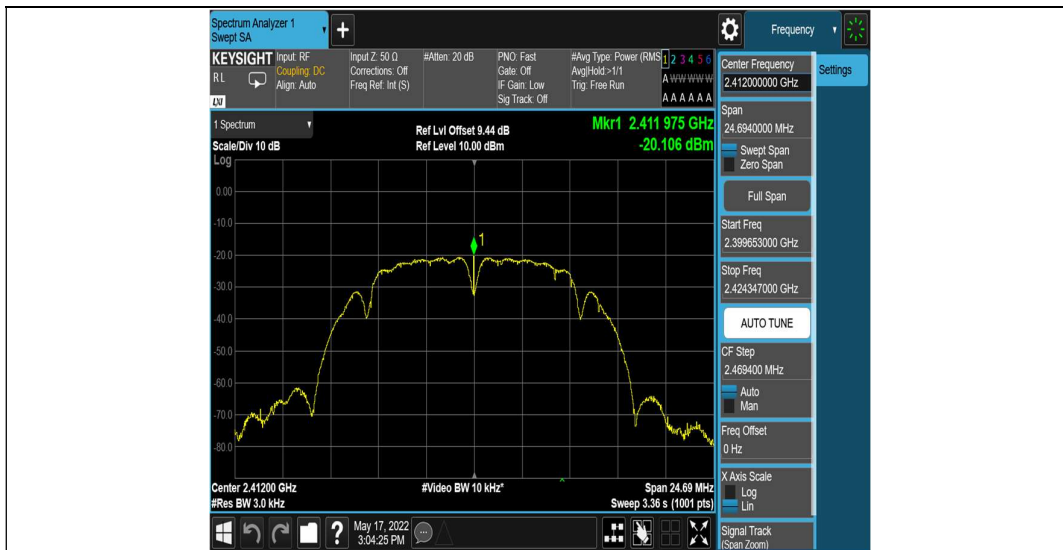 Spectrum Analyzer 1
Swept SA
+
Frequency
KEYSIGHT
RL
LXI
Input: RF
Coupling: DC
Align: Auto
Input Z: 50 Ω
Corrections: Off
Freq Ref: Int (S)
#Atten: 20 dB
PNO: Fast
Gate: Off
IF Gain: Low
Sig Track: Off
#Avg Type: Power (RMS
Avg|Hold:>1/1
Trig: Free Run
1 2 3 4 5 6
A W W W W W
A A A A A A
1 Spectrum
Scale/Div 10 dB
Log
Ref Lvl Offset 9.44 dB
Ref Level 10.00 dBm
Mkr1 2.411 975 GHz
-20.106 dBm
0.00
-10.0
-20.0
-30.0
-40.0
-50.0
-60.0
-70.0
-80.0
1
Center 2.41200 GHz
#Res BW 3.0 kHz
#Video BW 10 kHz*
Span 24.69 MHz
Sweep 3.36 s (1001 pts)
?
May 17, 2022
3:04:25 PM
Center Frequency
2.412000000 GHz
Settings
Span
24.6940000 MHz
Swept Span
Zero Span
Full Span
Start Freq
2.399653000 GHz
Stop Freq
2.424347000 GHz
AUTO TUNE
CF Step
2.469400 MHz
Auto
Man
Freq Offset
0 Hz
X Axis Scale
Log
Lin
Signal Track
(Span Zoom)